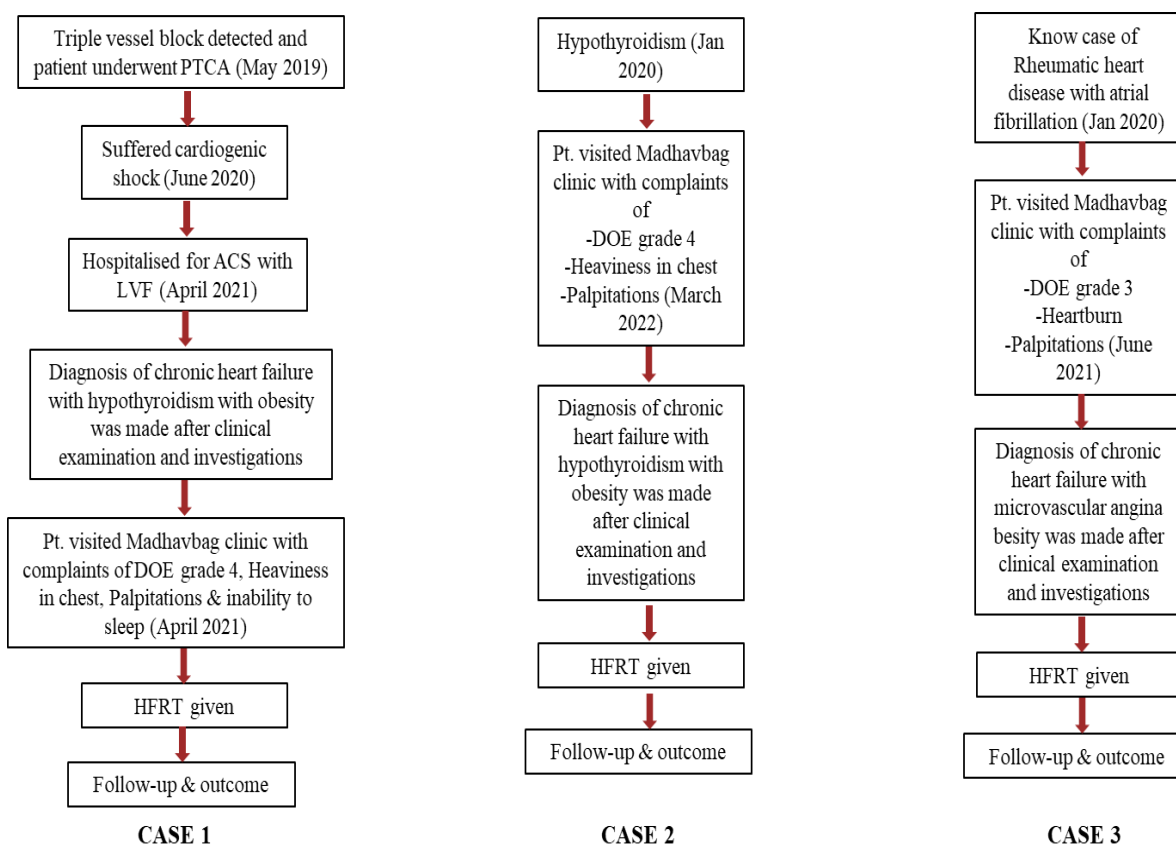 Triple vessel block detected and
patient underwent PTCA (May 2019)
Suffered cardiogenic
shock (June 2020)
Hospitalised for ACS with
LVF (April 2021)
Diagnosis of chronic heart failure
with hypothyroidism with obesity
was made after clinical
examination and investigations
Pt. visited Madhavbag clinic with
complaints of DOE grade 4, Heaviness
in chest, Palpitations & inability to
sleep (April 2021)
HFRT given
Follow-up & outcome
CASE 1
Hypothyroidism (Jan
2020)
Pt. visited Madhavbag
clinic with complaints
of
-DOE grade 4
-Heaviness in chest
-Palpitations (March
2022)
Diagnosis of chronic
heart failure with
hypothyroidism with
obesity was made
after clinical
examination and
investigations
HFRT given
Follow-up & outcome
CASE 2
Know case of
Rheumatic heart
disease with atrial
fibrillation (Jan 2020)
Pt. visited Madhavbag
clinic with complaints
of
-DOE grade 3
-Heartburn
-Palpitations (June
2021)
Diagnosis of chronic
heart failure with
microvascular angina
besity was made after
clinical examination
and investigations
HFRT given
Follow-up & outcome
CASE 3